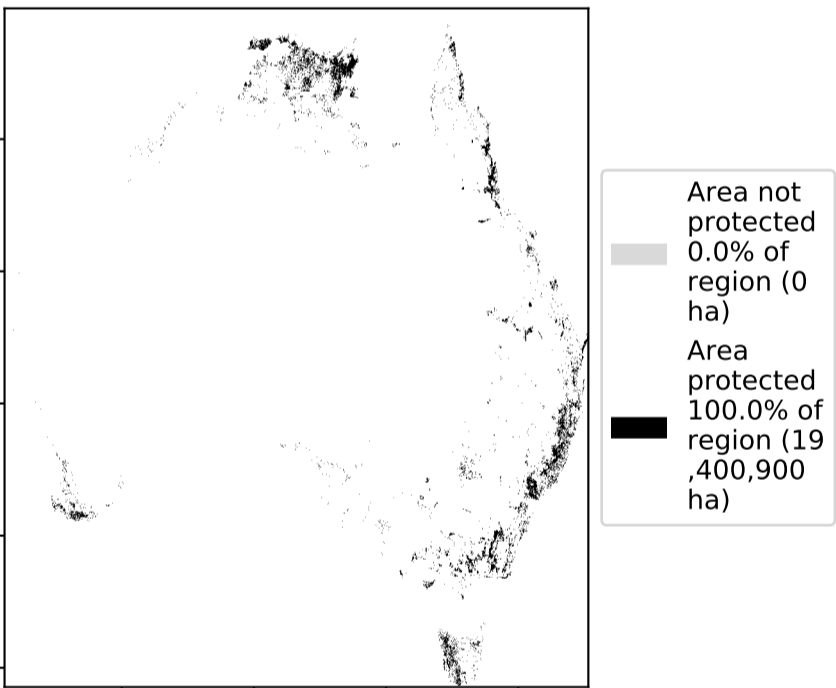 Area not
protected
0.0% of
region (0
ha)
Area
protected
100.0% of
region (19
,400,900
ha)